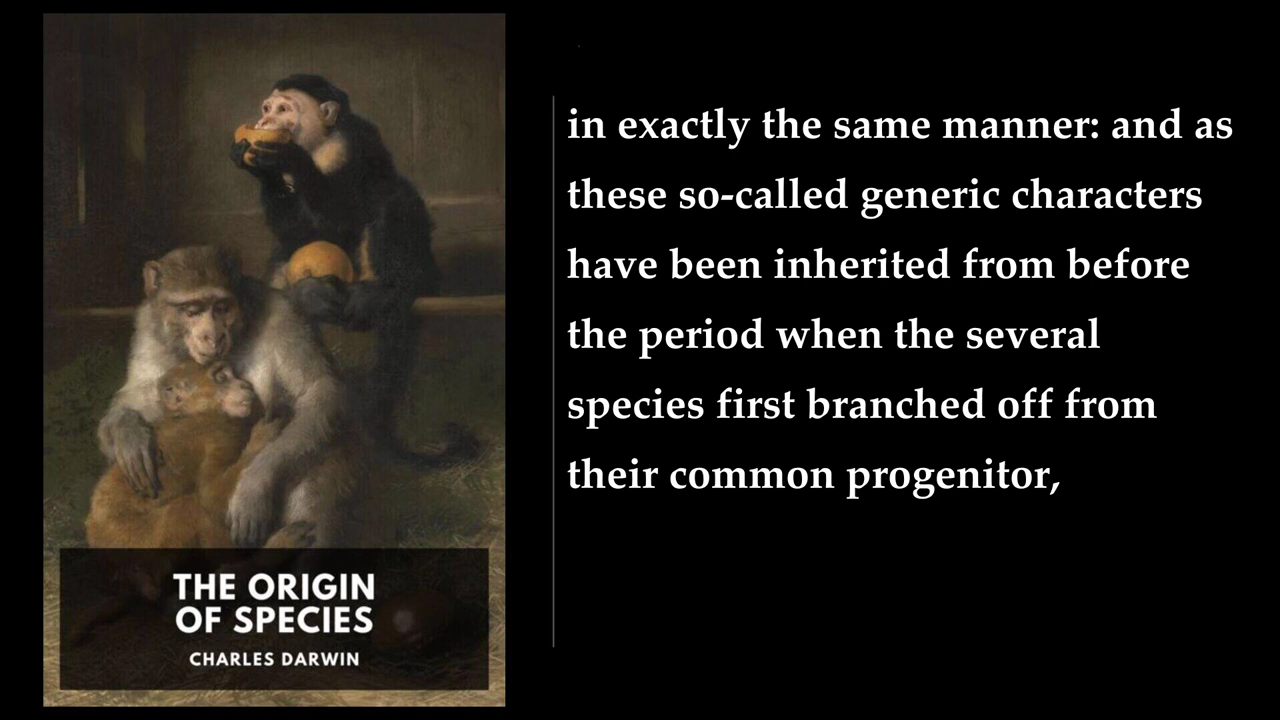 in exactly the same manner: and as
these so-called generic characters
have been inherited from before
the period when the several
species first branched off from
their common progenitor,
THE ORIGIN
OF SPECIES
CHARLES DARWIN